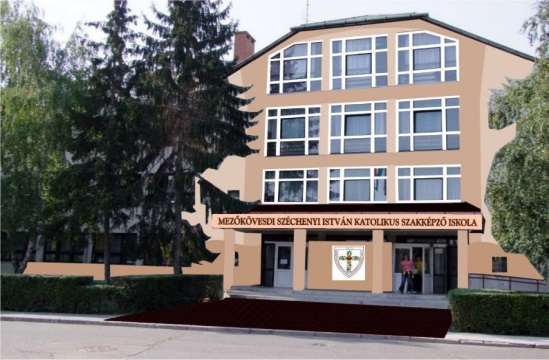 MEZŐKÖVESDI SZÉCHENYI ISTVÁN KATOLIKUS SZAKKÉPZŐ ISKOLA